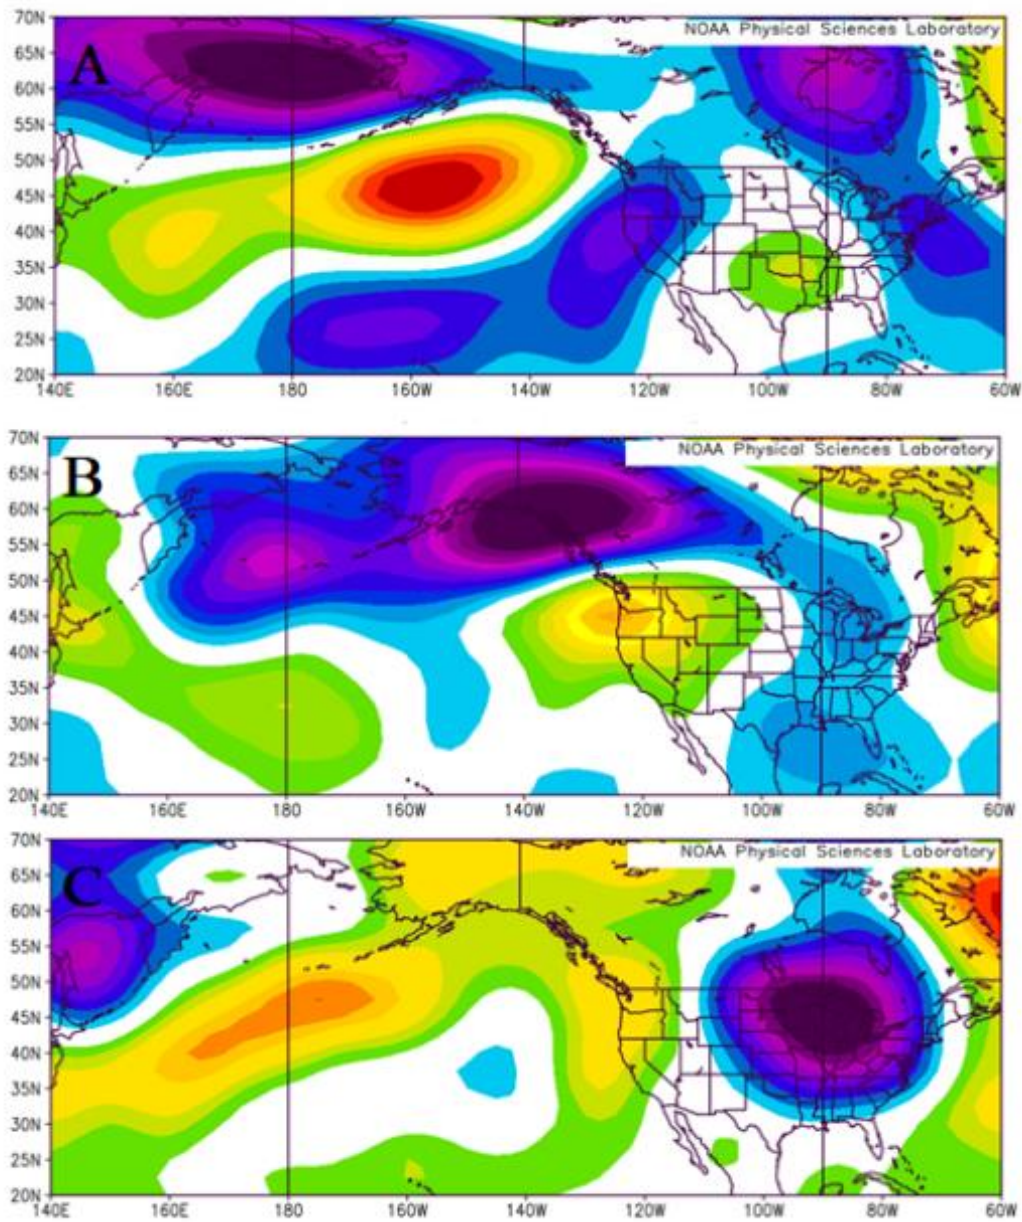 70N NOAA Physical Sciences Laboratory
65N A
60N
55N
50N
45N
40N
35N
30N
25N
20N
140E 160E 180 160W 140W 120W 100W 80W 60W
70N NOAA Physical Sciences Laboratory
65N B
60N
55N
50N
45N
40N
35N
30N
25N
20N
140E 160E 180 160W 140W 120W 100W 80W 60W
70N NOAA Physical Sciences Laboratory
65N C
60N
55N
50N
45N
40N
35N
30N
25N
20N
140E 160E 180 160W 140W 120W 100W 80W 60W